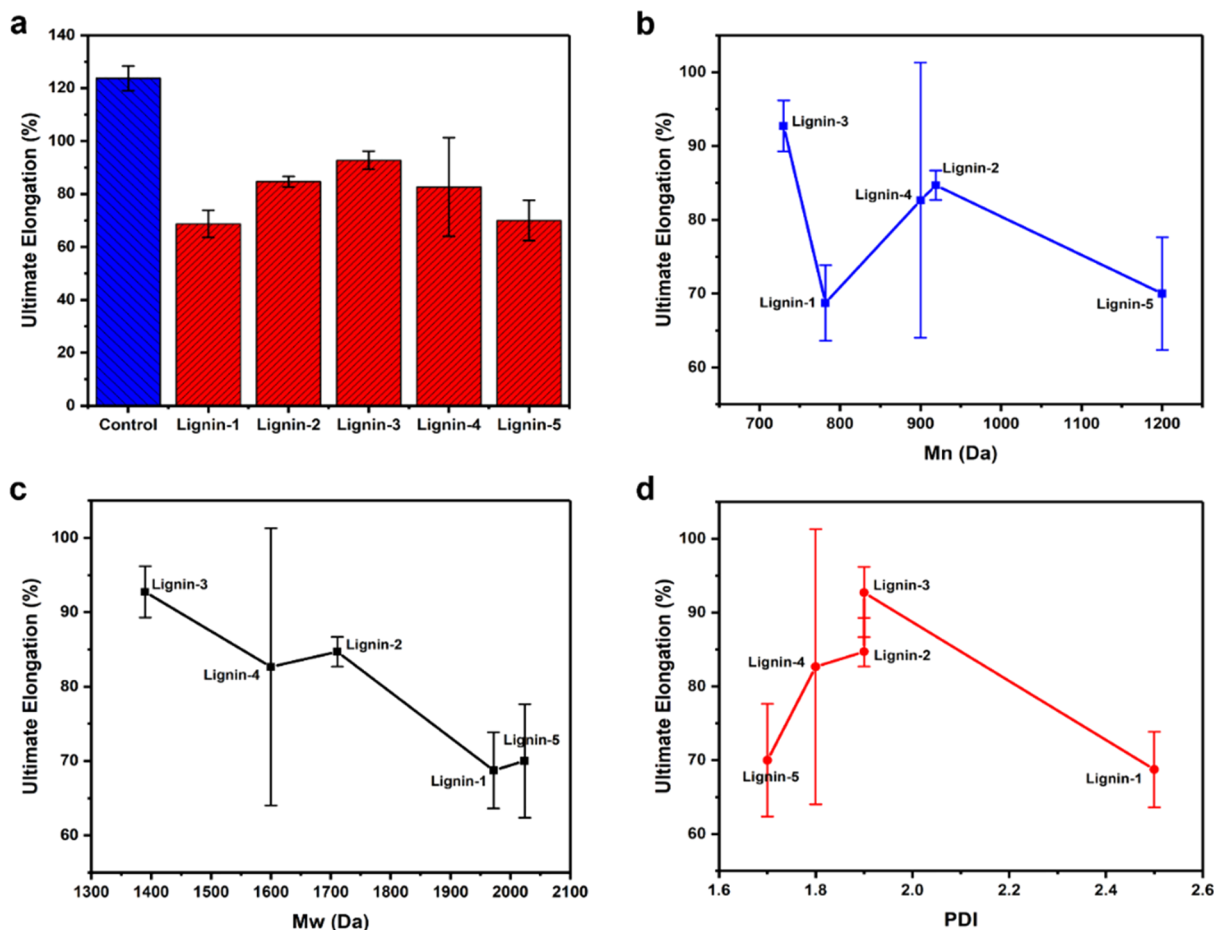 a
Ultimate Elongation (%)
140
120
100
80
60
40
20
0
Control Lignin-1 Lignin-2 Lignin-3 Lignin-4 Lignin-5
b
Ultimate Elongation (%)
100
90
80
70
60
Lignin-3
Lignin-2
Lignin-4
Lignin-1
Lignin-5
700 800 900 1000 1100 1200
Mn (Da)
c
Ultimate Elongation (%)
100
90
80
70
60
Lignin-3
Lignin-2
Lignin-4
Lignin-5
Lignin-1
1300 1400 1500 1600 1700 1800 1900 2000 2100
Mw (Da)
d
Ultimate Elongation (%)
100
90
80
70
60
Lignin-3
Lignin-4
Lignin-2
Lignin-5
Lignin-1
1.6 1.8 2.0 2.2 2.4 2.6
PDI